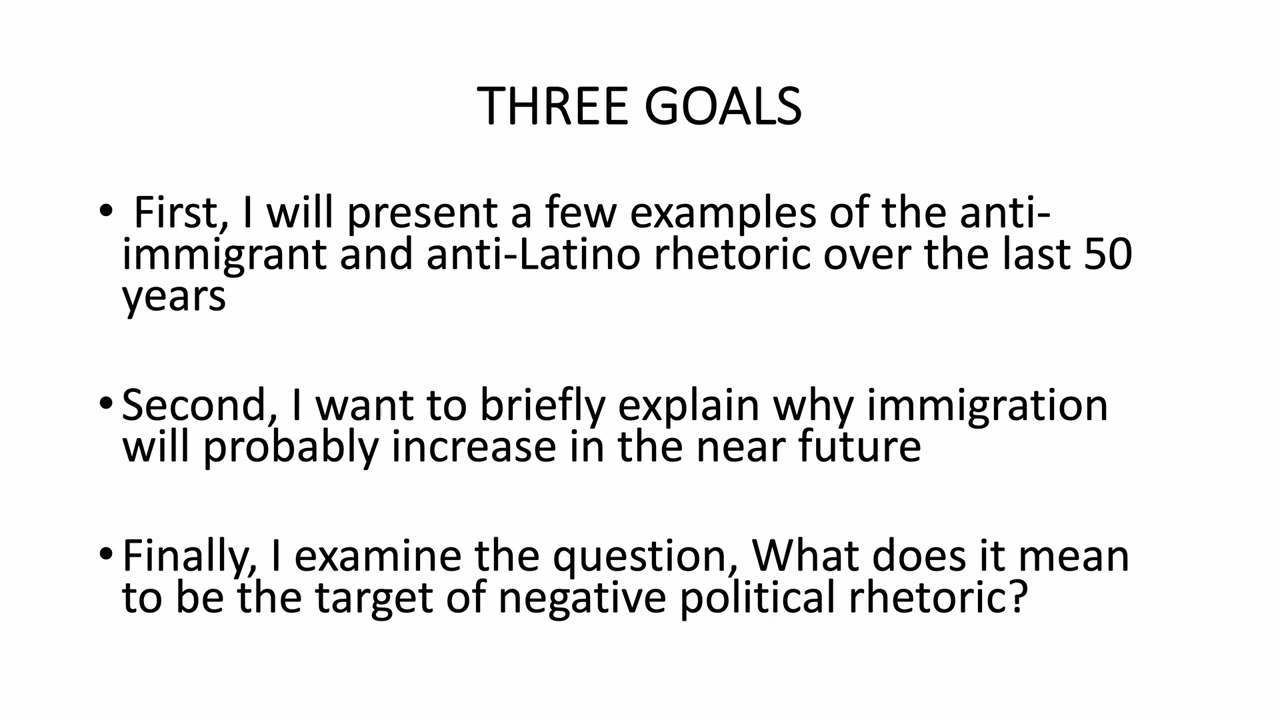 THREE GOALS
• First, I will present a few examples of the anti-
immigrant and anti-Latino rhetoric over the last 50
years
• Second, I want to briefly explain why immigration
will probably increase in the near future
• Finally, I examine the question, What does it mean
to be the target of negative political rhetoric?